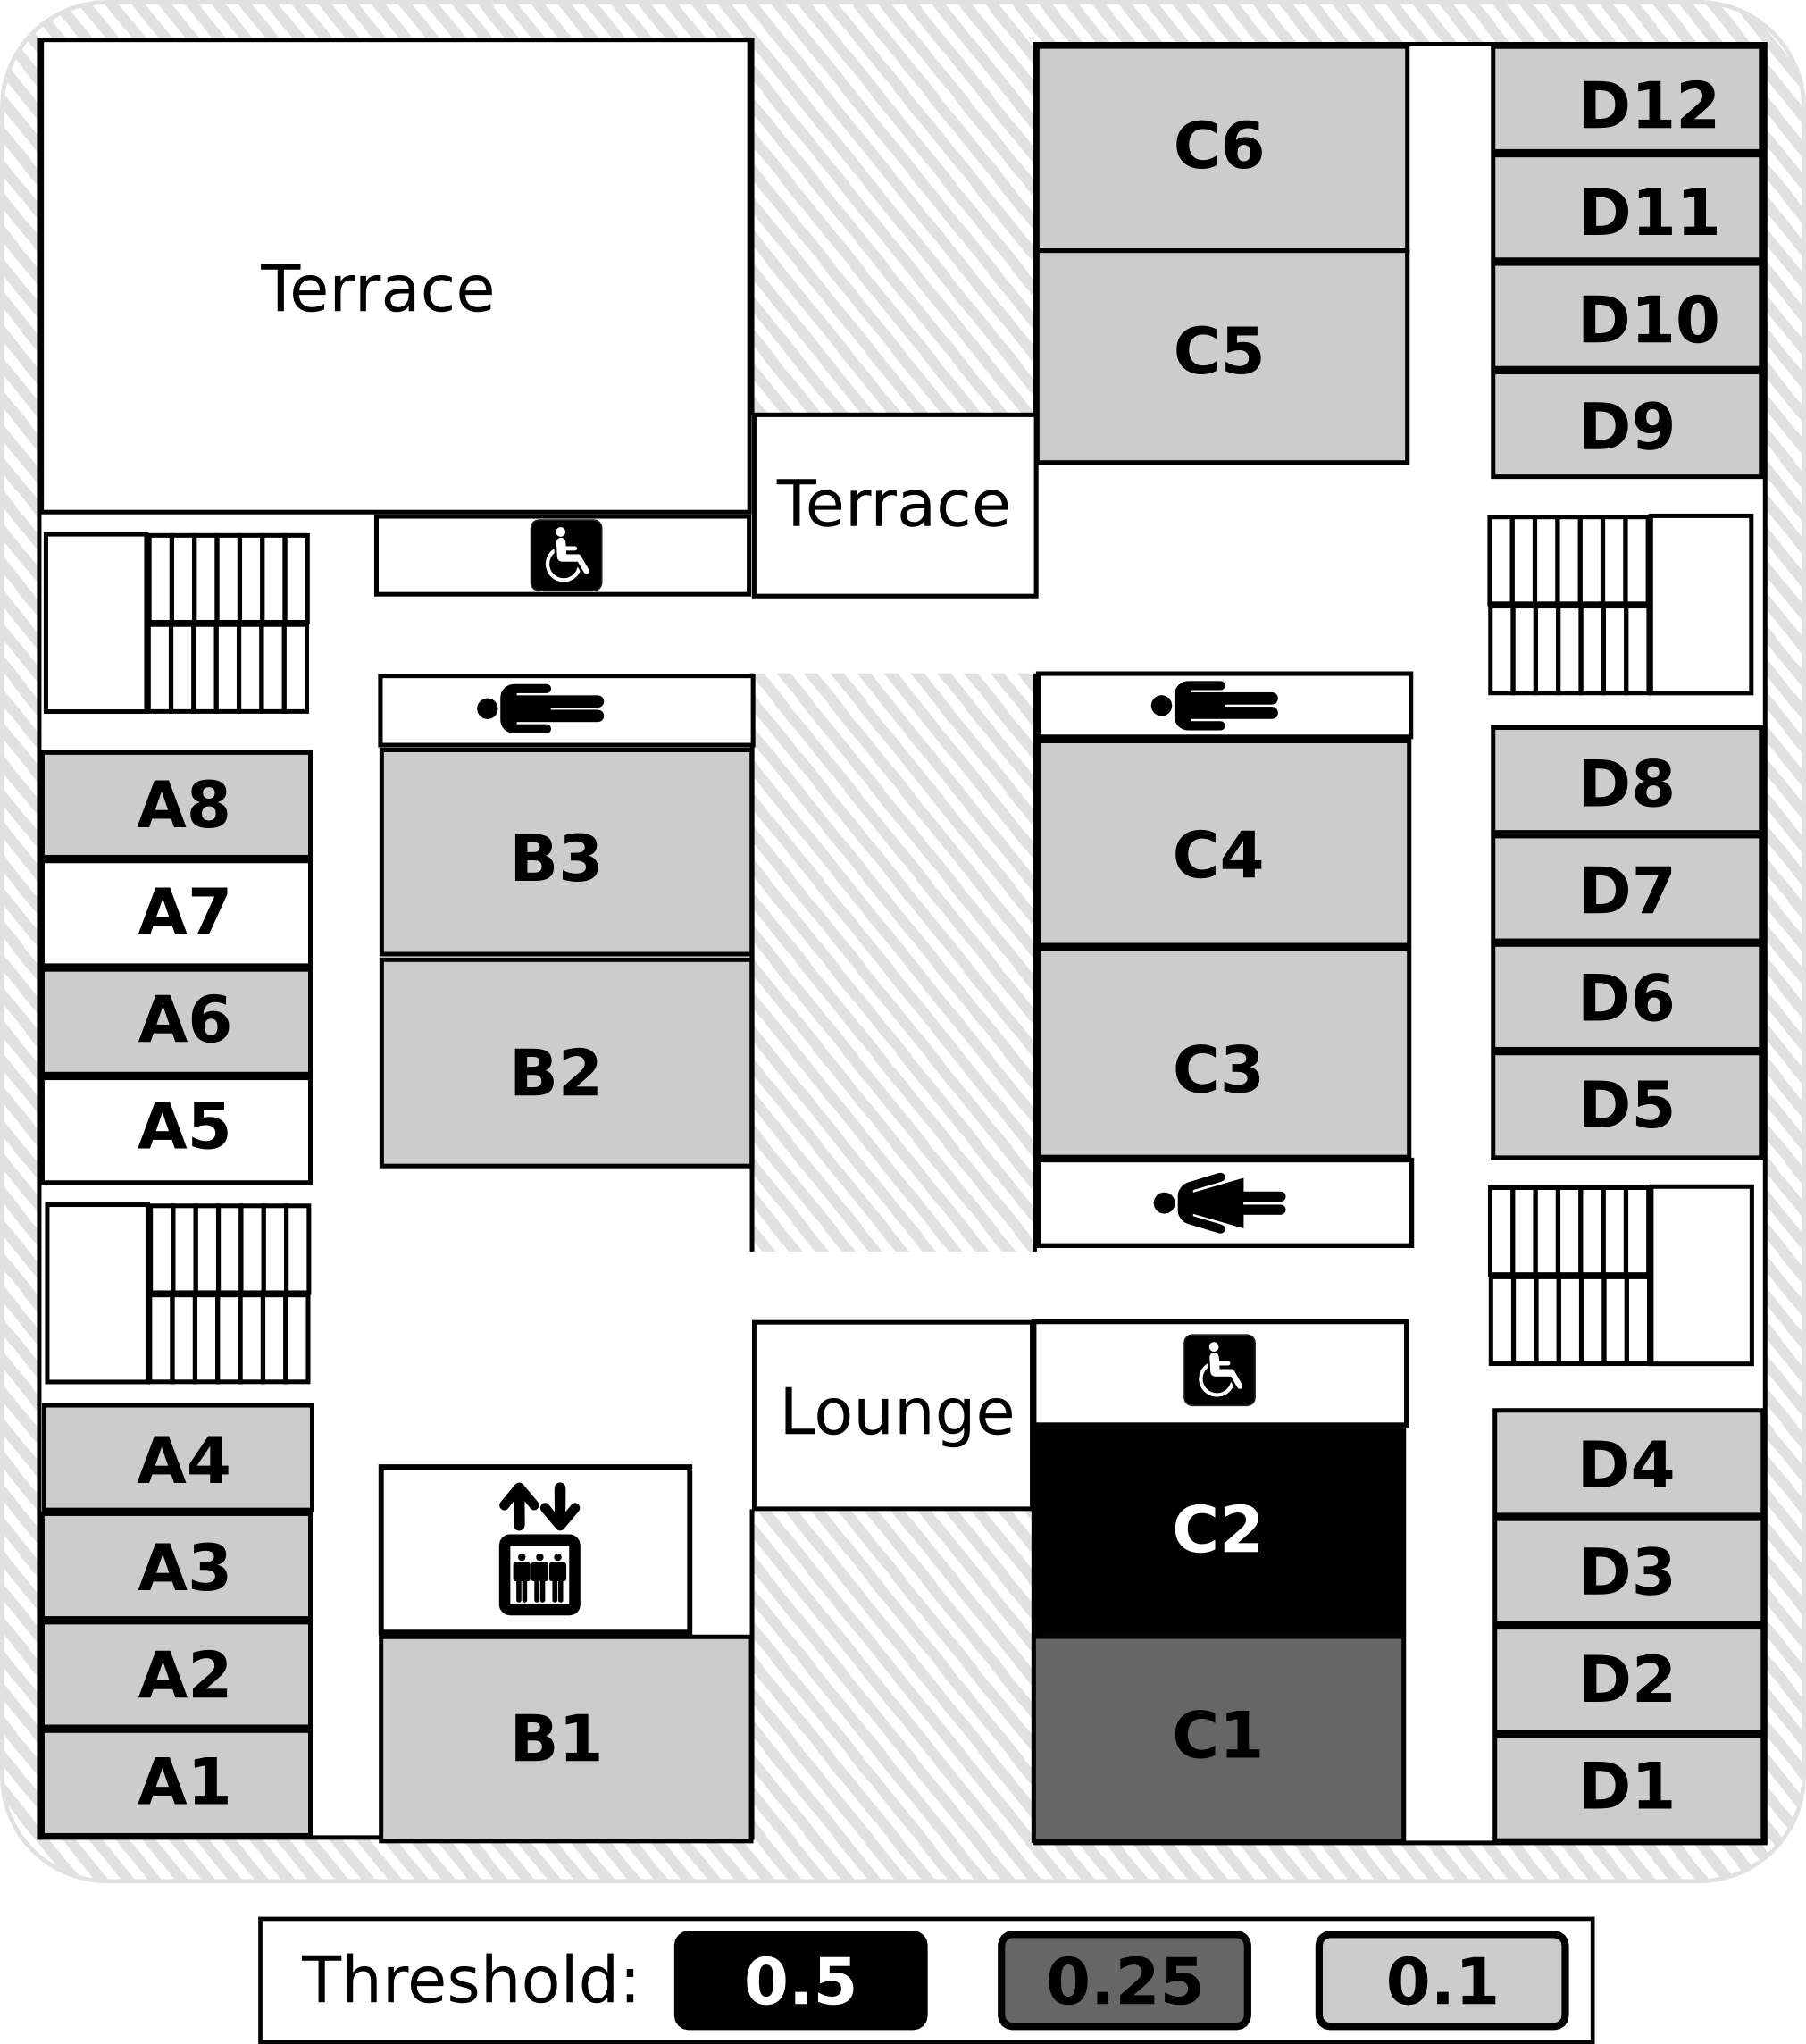 C6
D12
D11
Terrace
D10
C5
D9
Terrace
A8
B3
C4
D8
A7
D7
A6
B2
C3
D6
A5
D5
Lounge
A4
C2
D4
A3
D3
A2
B1
C1
D2
A1
D1
Threshold: 0.5 0.25 0.1